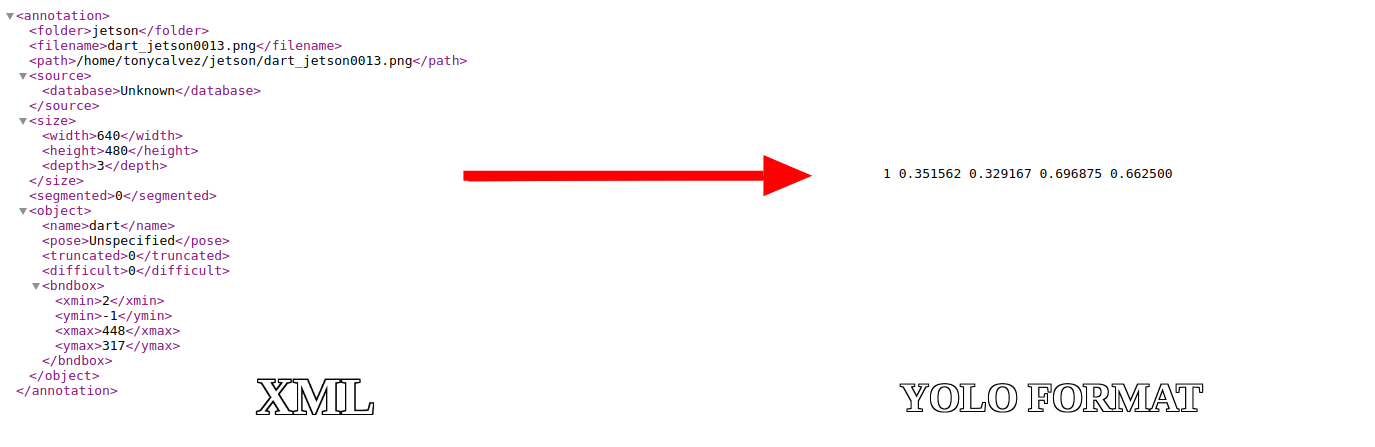 <annotation>
<folder>jetson</folder>
<filename>dart_jetson0013.png</filename>
<path>/home/tonycalvez/jetson/dart_jetson0013.png</path>
<source>
<database>Unknown</database>
</source>
<size>
<width>640</width>
<height>480</height>
<depth>3</depth>
</size>
<segmented>0</segmented>
<object>
<name>dart</name>
<pose>Unspecified</pose>
<truncated>0</truncated>
<difficult>0</difficult>
<bndbox>
<xmin>2</xmin>
<ymin>-1</ymin>
<xmax>448</xmax>
<ymax>317</ymax>
</bndbox>
</object>
</annotation>
XML
1 0.351562 0.329167 0.696875 0.662500
YOLO FORMAT